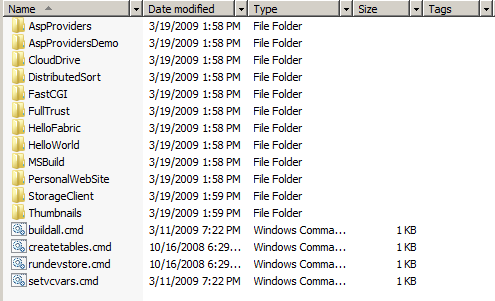 Name Date modified Type Size Tags
AspProviders 3/19/2009 1:58 PM File Folder
AspProvidersDemo 3/19/2009 1:58 PM File Folder
CloudDrive 3/19/2009 1:58 PM File Folder
DistributedSort 3/19/2009 1:58 PM File Folder
FastCGI 3/19/2009 1:58 PM File Folder
FullTrust 3/19/2009 1:58 PM File Folder
HelloFabric 3/19/2009 1:58 PM File Folder
HelloWorld 3/19/2009 1:58 PM File Folder
MSBuild 3/19/2009 1:58 PM File Folder
PersonalWebSite 3/19/2009 1:58 PM File Folder
StorageClient 3/19/2009 1:59 PM File Folder
Thumbnails 3/19/2009 1:59 PM File Folder
buildall.cmd 3/11/2009 7:22 PM Windows Comma... 1 KB
createtables.cmd 10/16/2008 6:29... Windows Comma... 1 KB
rundevstore.cmd 10/16/2008 6:29... Windows Comma... 1 KB
setvcvars.cmd 3/11/2009 7:22 PM Windows Comma... 1 KB